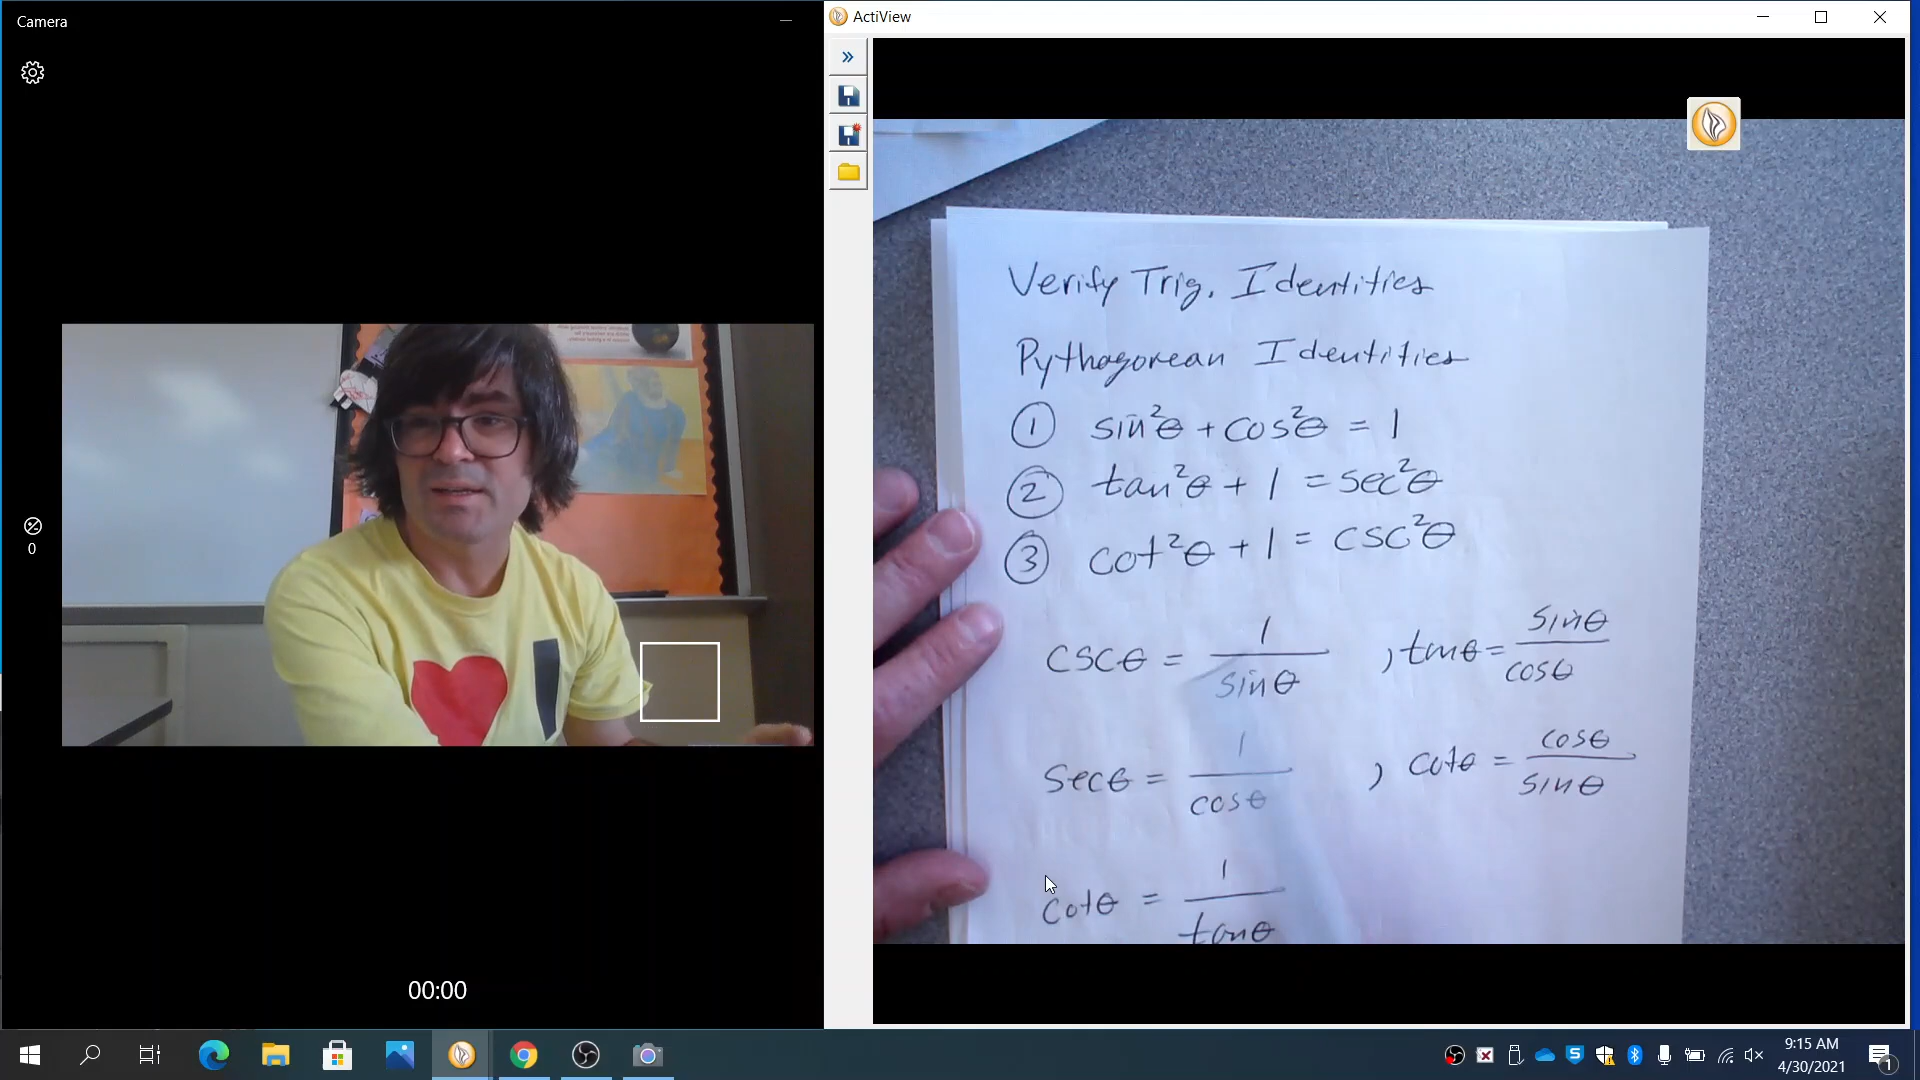 Camera
ActiView
0
00:00
Verify Trig. Identities
Pythagorean Identities
① sin²θ + cos²θ = 1
② tan²θ + 1 = sec²θ
③ cot²θ + 1 = csc²θ
cscθ = 1/sinθ , tanθ = sinθ/cosθ
secθ = 1/cosθ , cotθ = cosθ/sinθ
cotθ = 1/tanθ
9:15 AM
4/30/2021
1